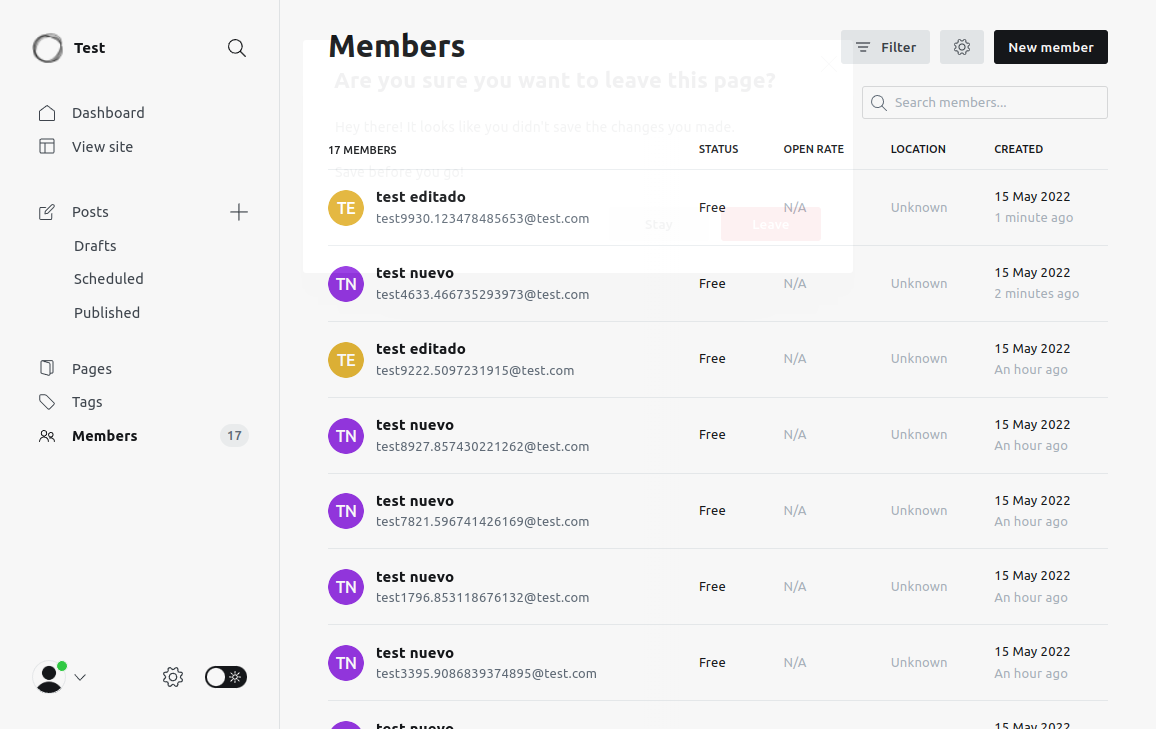 Test
Dashboard
View site
Posts
Drafts
Scheduled
Published
Pages
Tags
Members 17
Members
Filter
New member
Search members...
Are you sure you want to leave this page?
Hey there! It looks like you didn't save the changes you made.
Save before you go!
Stay Leave
17 MEMBERS STATUS OPEN RATE LOCATION CREATED
TE test editado Free N/A Unknown 15 May 2022
test9930.123478485653@test.com 1 minute ago
TN test nuevo Free N/A Unknown 15 May 2022
test4633.466735293973@test.com 2 minutes ago
TE test editado Free N/A Unknown 15 May 2022
test9222.5097231915@test.com An hour ago
TN test nuevo Free N/A Unknown 15 May 2022
test8927.857430221262@test.com An hour ago
TN test nuevo Free N/A Unknown 15 May 2022
test7821.596741426169@test.com An hour ago
TN test nuevo Free N/A Unknown 15 May 2022
test1796.853118676132@test.com An hour ago
TN test nuevo Free N/A Unknown 15 May 2022
test3395.9086839374895@test.com An hour ago
test nuevo 15 May 2022